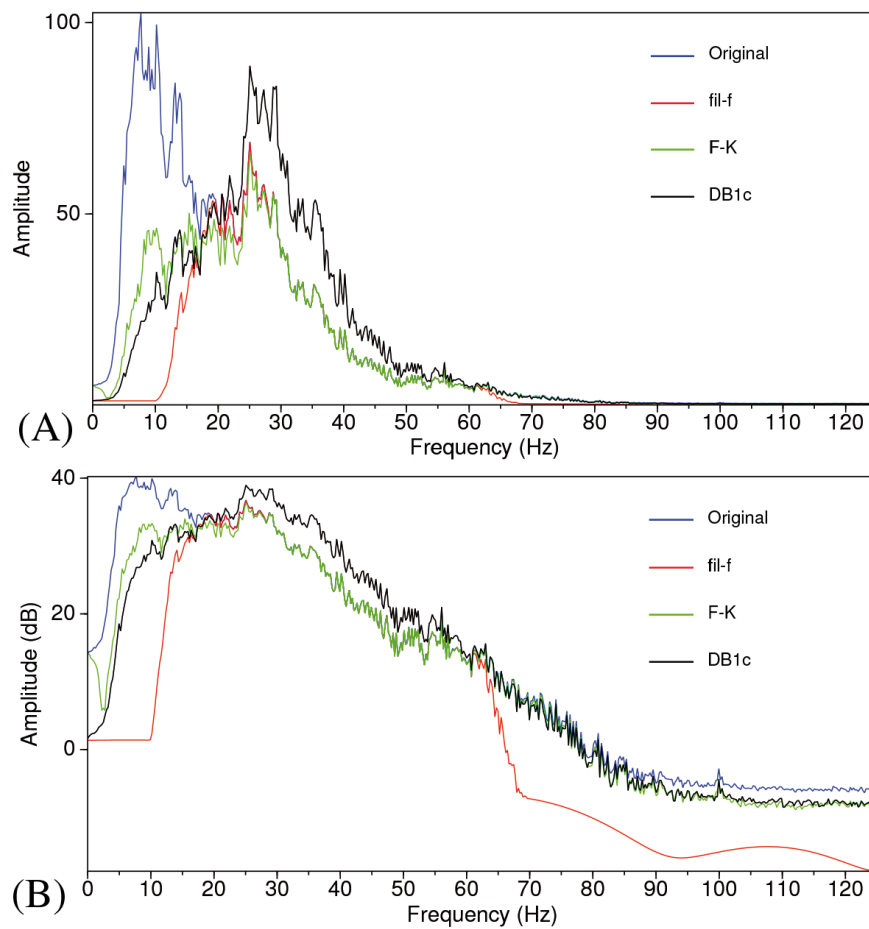 100
50
Amplitude
Original
fil-f
F-K
DB1c
0 10 20 30 40 50 60 70 80 90 100 110 120
Frequency (Hz)
(A)
40
20
0
Amplitude (dB)
Original
fil-f
F-K
DB1c
0 10 20 30 40 50 60 70 80 90 100 110 120
Frequency (Hz)
(B)